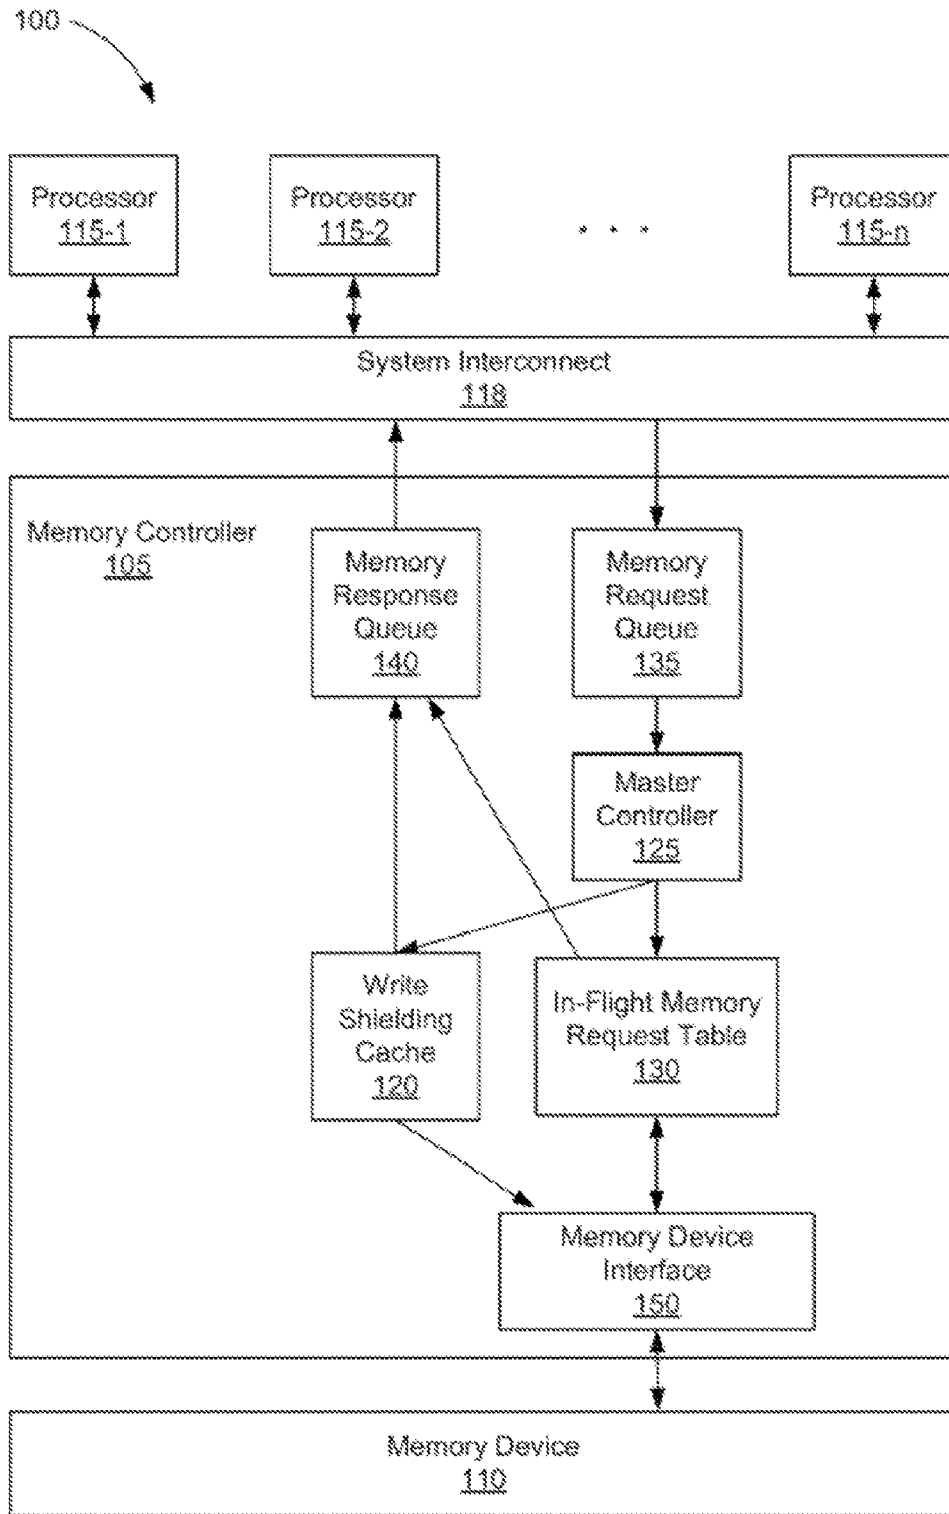 100
Processor
115-1
Processor
115-2
. . .
Processor
115-n
System Interconnect
118
Memory Controller
105
Memory
Response
Queue
140
Memory
Request
Queue
135
Master
Controller
125
Write
Shielding
Cache
120
In-Flight Memory
Request Table
130
Memory Device
Interface
150
Memory Device
110